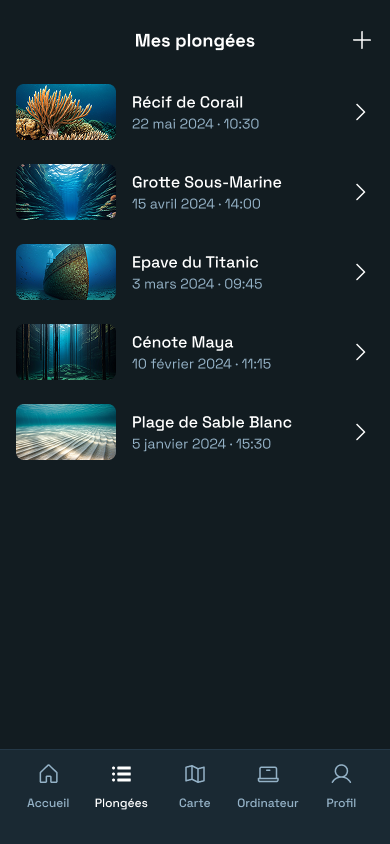 Mes plongées
Récif de Corail
22 mai 2024 · 10:30
Grotte Sous-Marine
15 avril 2024 · 14:00
Epave du Titanic
3 mars 2024 · 09:45
Cénote Maya
10 février 2024 · 11:15
Plage de Sable Blanc
5 janvier 2024 · 15:30
Accueil
Plongées
Carte
Ordinateur
Profil